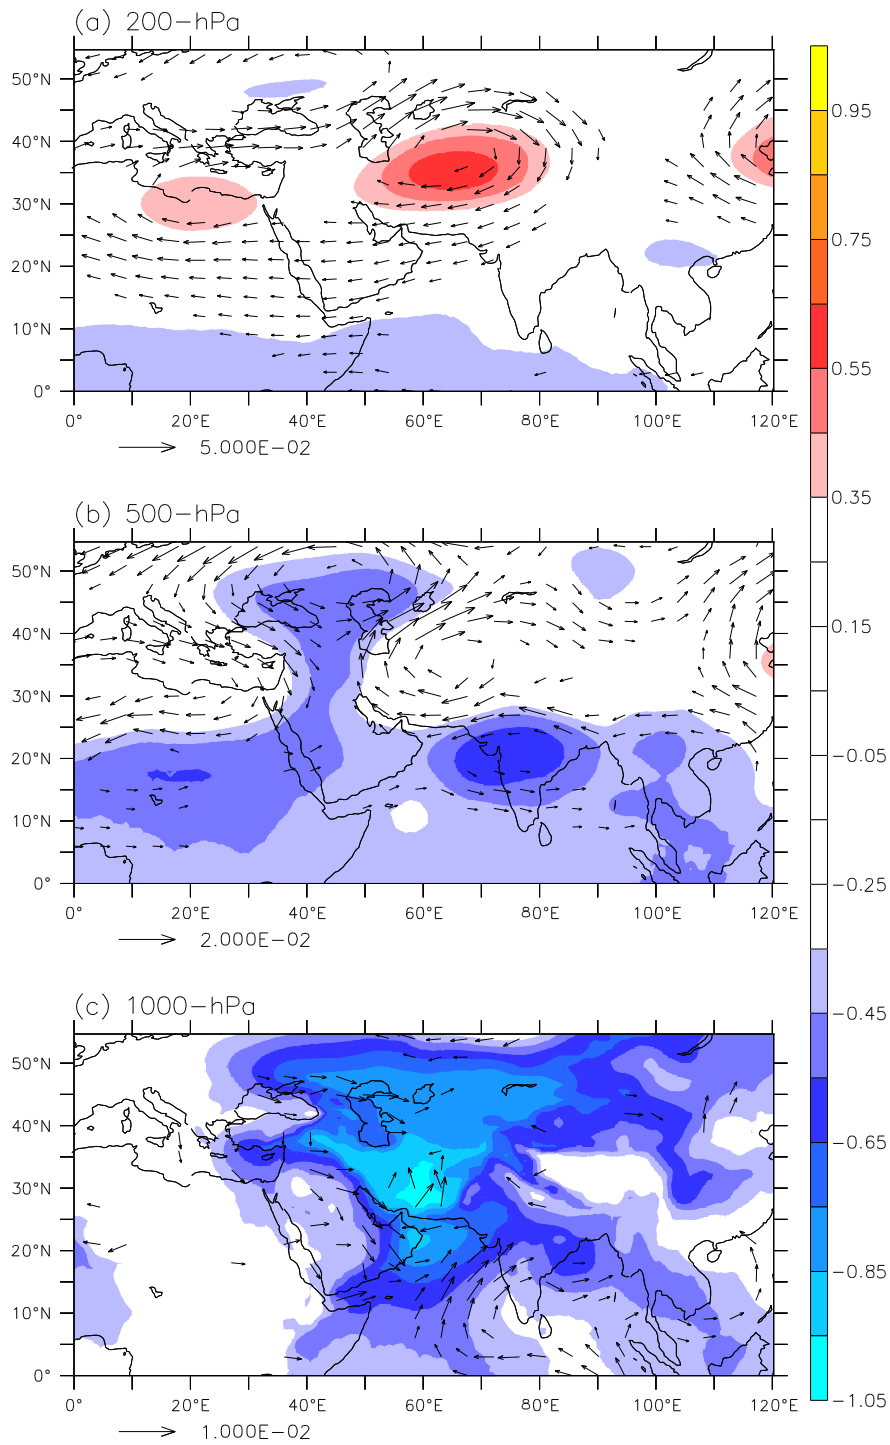 (a) 200-hPa
50°N
40°N
30°N
20°N
10°N
0°
0° 20°E 40°E 60°E 80°E 100°E 120°E
5.000E-02
(b) 500-hPa
50°N
40°N
30°N
20°N
10°N
0°
0° 20°E 40°E 60°E 80°E 100°E 120°E
2.000E-02
(c) 1000-hPa
50°N
40°N
30°N
20°N
10°N
0°
0° 20°E 40°E 60°E 80°E 100°E 120°E
1.000E-02
0.95
0.75
0.55
0.35
0.15
-0.05
-0.25
-0.45
-0.65
-0.85
-1.05